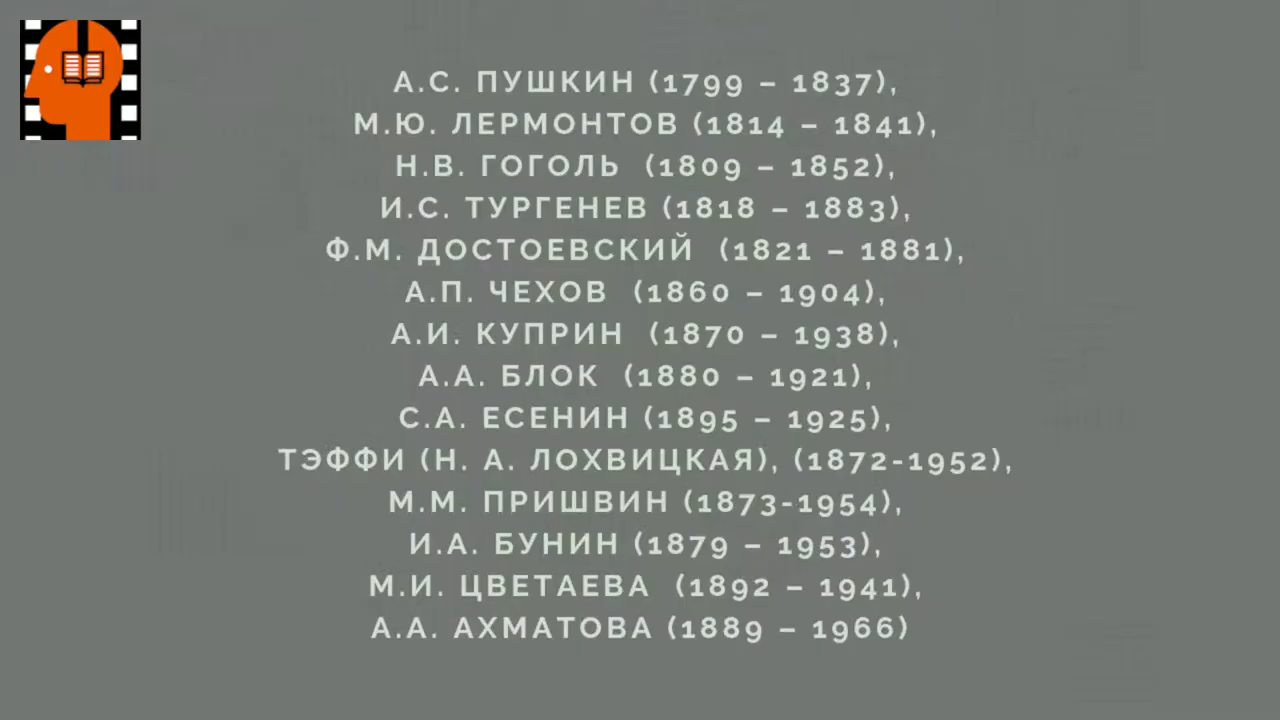 А.С. ПУШКИН (1799 – 1837),
М.Ю. ЛЕРМОНТОВ (1814 – 1841),
Н.В. ГОГОЛЬ (1809 – 1852),
И.С. ТУРГЕНЕВ (1818 – 1883),
Ф.М. ДОСТОЕВСКИЙ (1821 – 1881),
А.П. ЧЕХОВ (1860 – 1904),
А.И. КУПРИН (1870 – 1938),
А.А. БЛОК (1880 – 1921),
С.А. ЕСЕНИН (1895 – 1925),
ТЭФФИ (Н. А. ЛОХВИЦКАЯ), (1872-1952),
М.М. ПРИШВИН (1873-1954),
И.А. БУНИН (1879 – 1953),
М.И. ЦВЕТАЕВА (1892 – 1941),
А.А. АХМАТОВА (1889 – 1966)